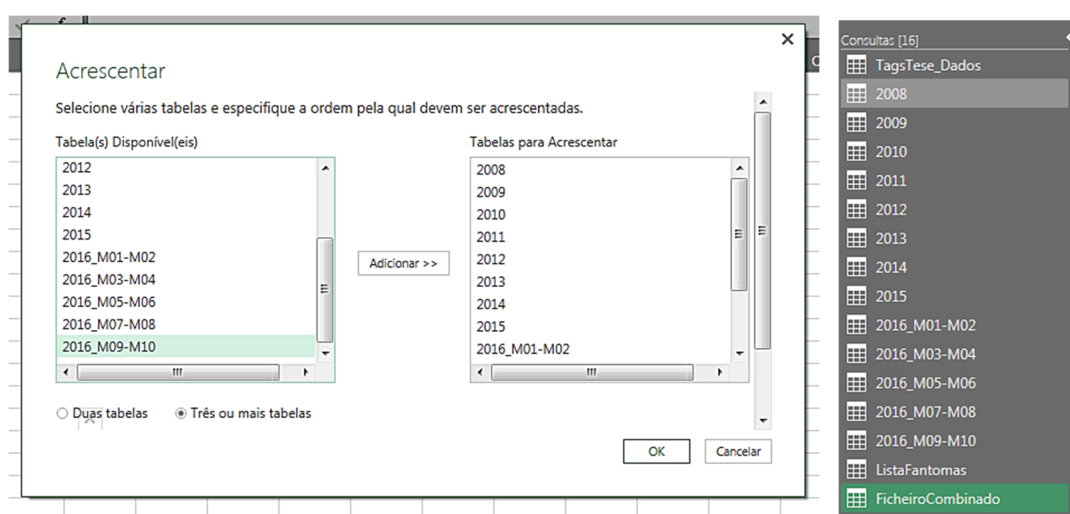 Acrescentar
Selecione várias tabelas e especifique a ordem pela qual devem ser acrescentadas.
Tabela(s) Disponível(eis)
2012
2013
2014
2015
2016_M01-M02
2016_M03-M04
2016_M05-M06
2016_M07-M08
2016_M09-M10
Adicionar >>
Tabelas para Acrescentar
2008
2009
2010
2011
2012
2013
2014
2015
2016_M01-M02
Duas tabelas
Três ou mais tabelas
OK
Cancelar
Consultas [16]
TagsTese_Dados
2008
2009
2010
2011
2012
2013
2014
2015
2016_M01-M02
2016_M03-M04
2016_M05-M06
2016_M07-M08
2016_M09-M10
ListaFantomas
FicheiroCombinado